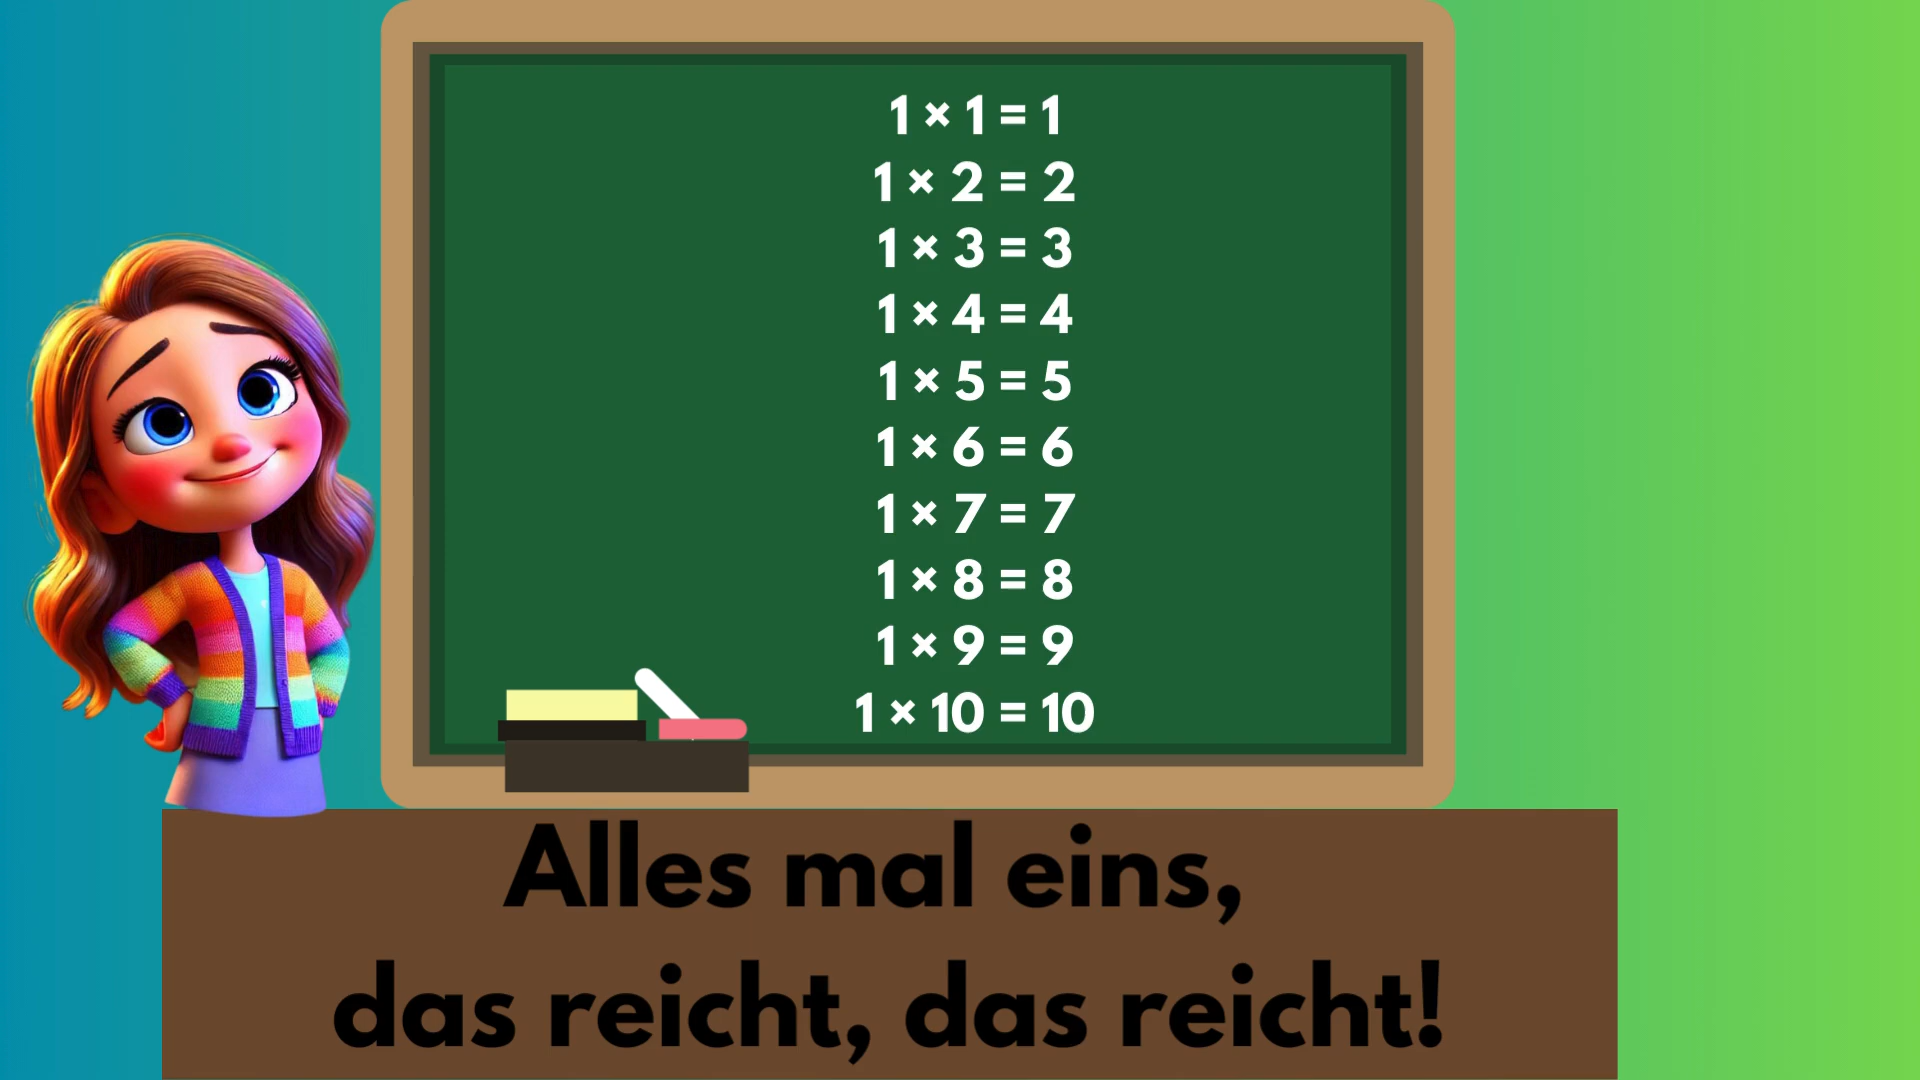 1 × 1 = 1
1 × 2 = 2
1 × 3 = 3
1 × 4 = 4
1 × 5 = 5
1 × 6 = 6
1 × 7 = 7
1 × 8 = 8
1 × 9 = 9
1 × 10 = 10
Alles mal eins,
das reicht, das reicht!